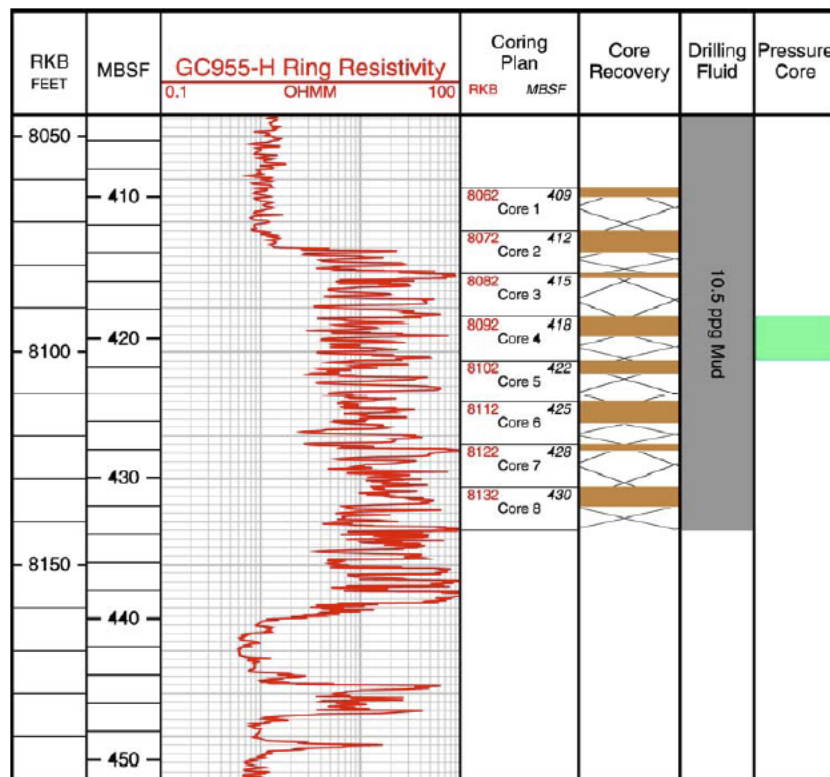 RKB
FEET
MBSF
GC955-H Ring Resistivity
0.1 OHMM 100
Coring
Plan
RKB MBSF
Core
Recovery
Drilling
Fluid
Pressure
Core
8050
410
8062 409
Core 1
8072 412
Core 2
8082 415
Core 3
420
8092 418
Core 4
8100
8102 422
Core 5
8112 425
Core 6
8122 428
Core 7
430
8132 430
Core 8
10.5 ppg Mud
8150
440
450